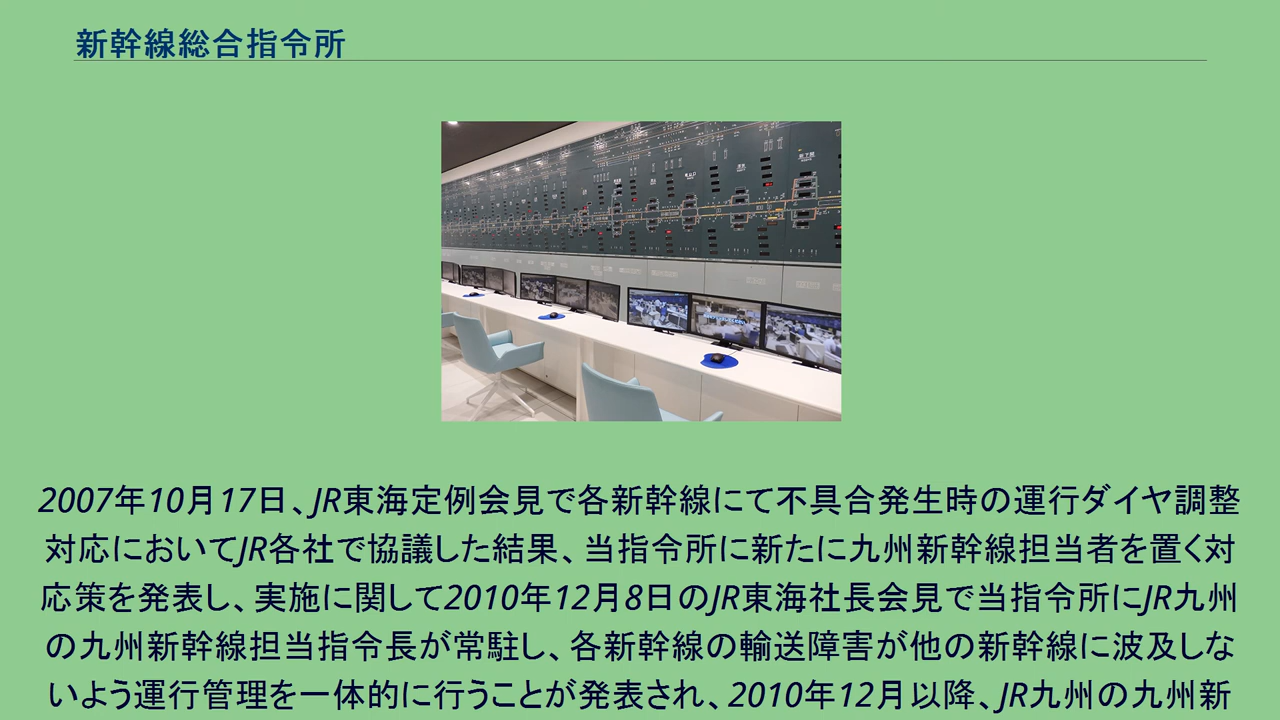 新幹線総合指令所
2007年10月17日、JR東海定例会見で各新幹線にて不具合発生時の運行ダイヤ調整
対応においてJR各社で協議した結果、当指令所に新たに九州新幹線担当者を置く対
応策を発表し、実施に関して2010年12月8日のJR東海社長会見で当指令所にJR九州
の九州新幹線担当指令長が常駐し、各新幹線の輸送障害が他の新幹線に波及しな
いよう運行管理を一体的に行うことが発表され、2010年12月以降、JR九州の九州新